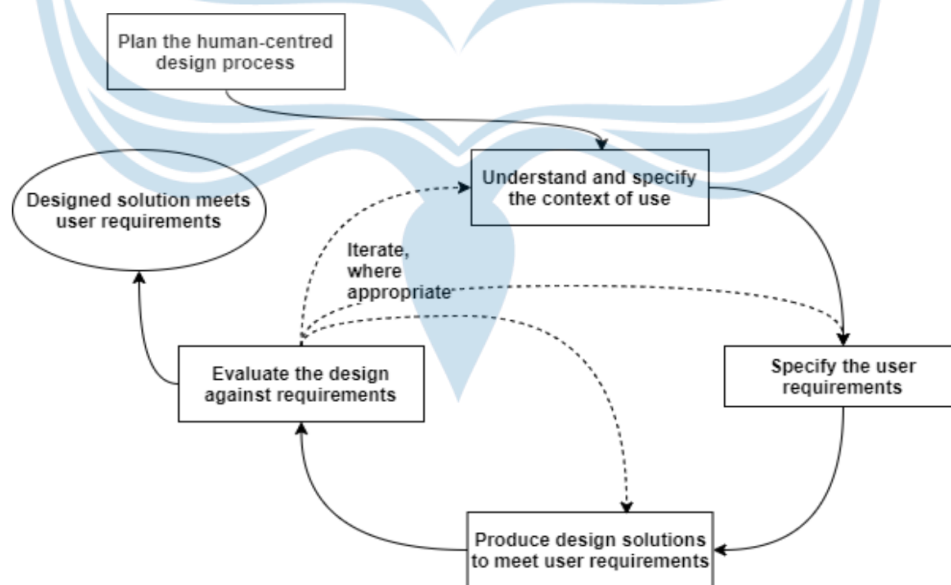 Plan the human-centred
design process
Understand and specify
the context of use
Designed solution meets
user requirements
Iterate,
where
appropriate
Evaluate the design
against requirements
Specify the user
requirements
Produce design solutions
to meet user requirements